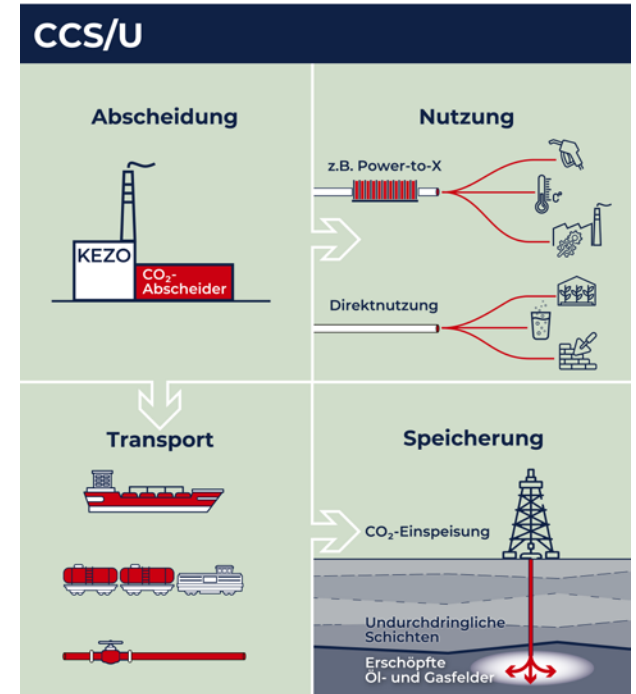 CCS/U
Abscheidung
KEZO
CO₂-
Abscheider
Nutzung
z.B. Power-to-X
C°
Direktnutzung
Transport
Speicherung
CO₂-Einspeisung
Undurchdringliche
Schichten
Erschöpfte
Öl- und Gasfelder